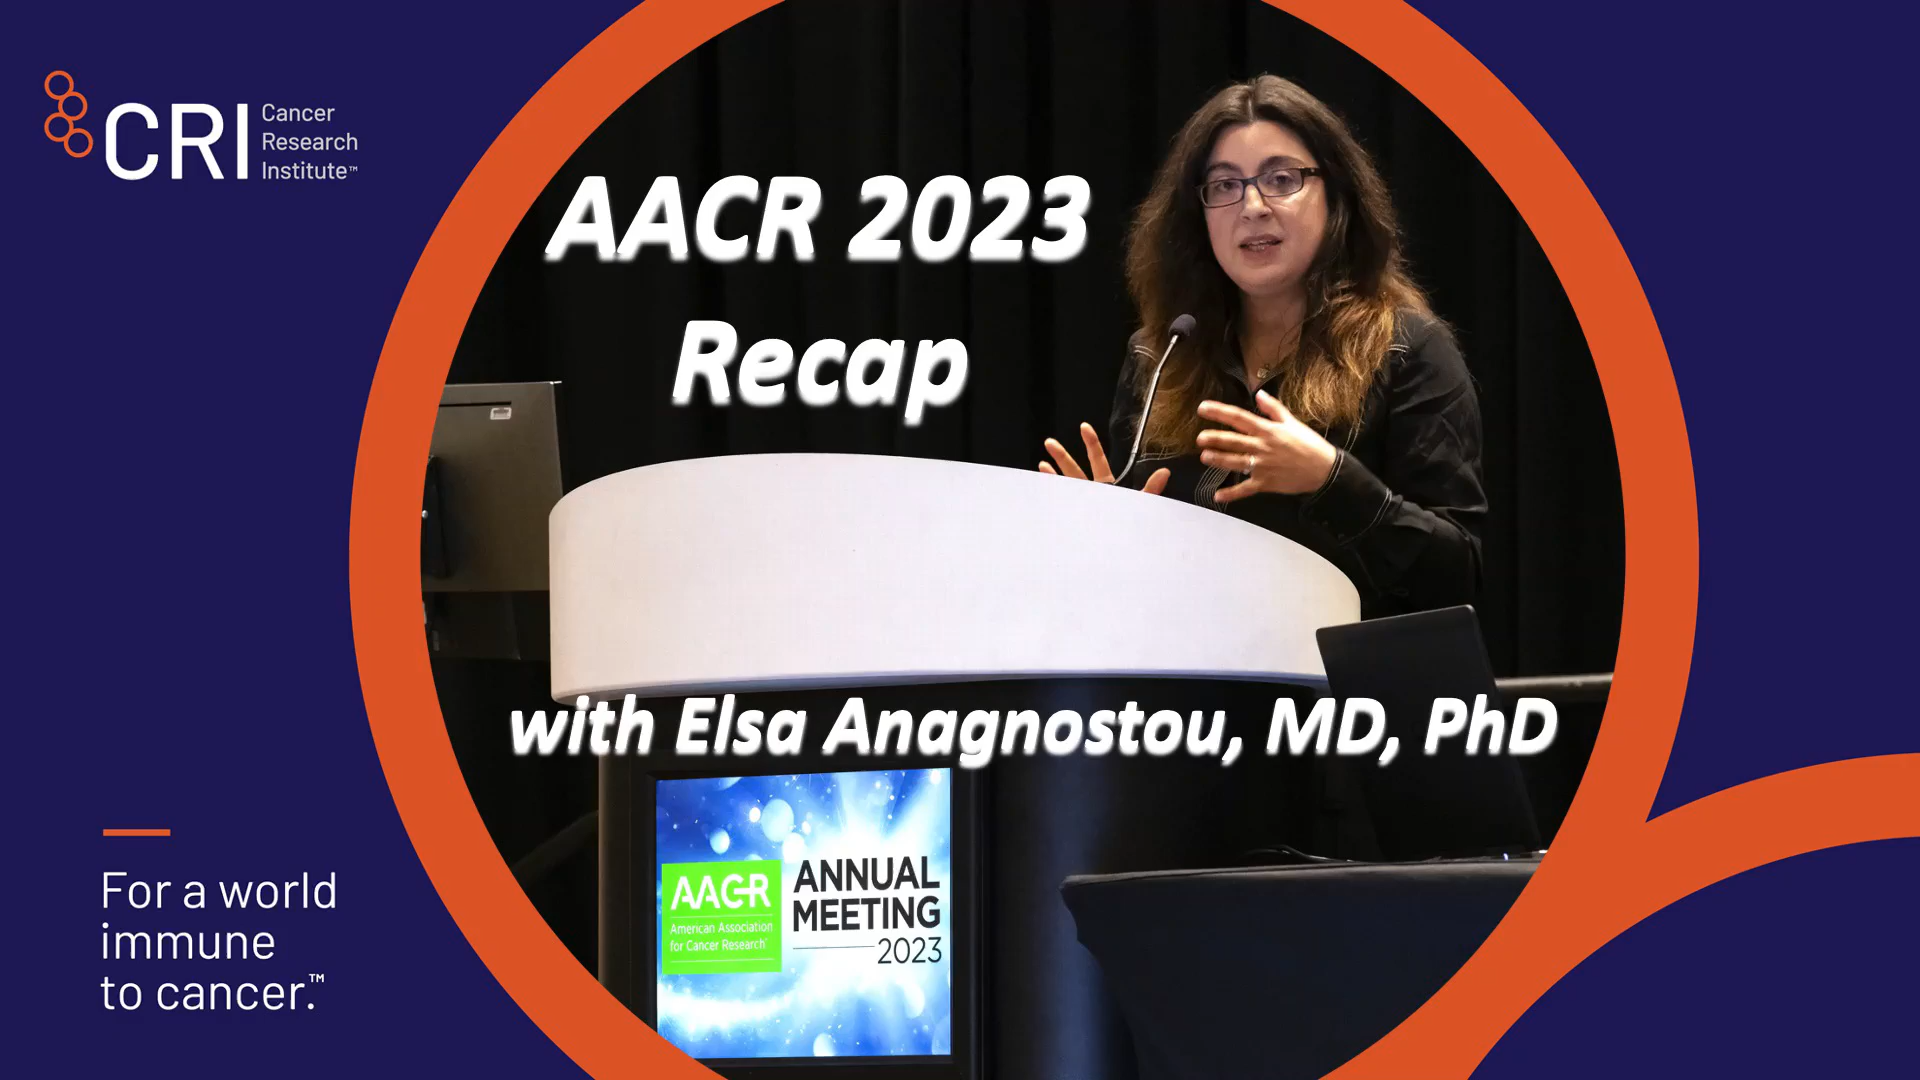 CRI
Cancer
Research
Institute™
AACR 2023
Recap
with Elsa Anagnostou, MD, PhD
AACR
American Association
for Cancer Research®
ANNUAL
MEETING
2023
For a world
immune
to cancer.™